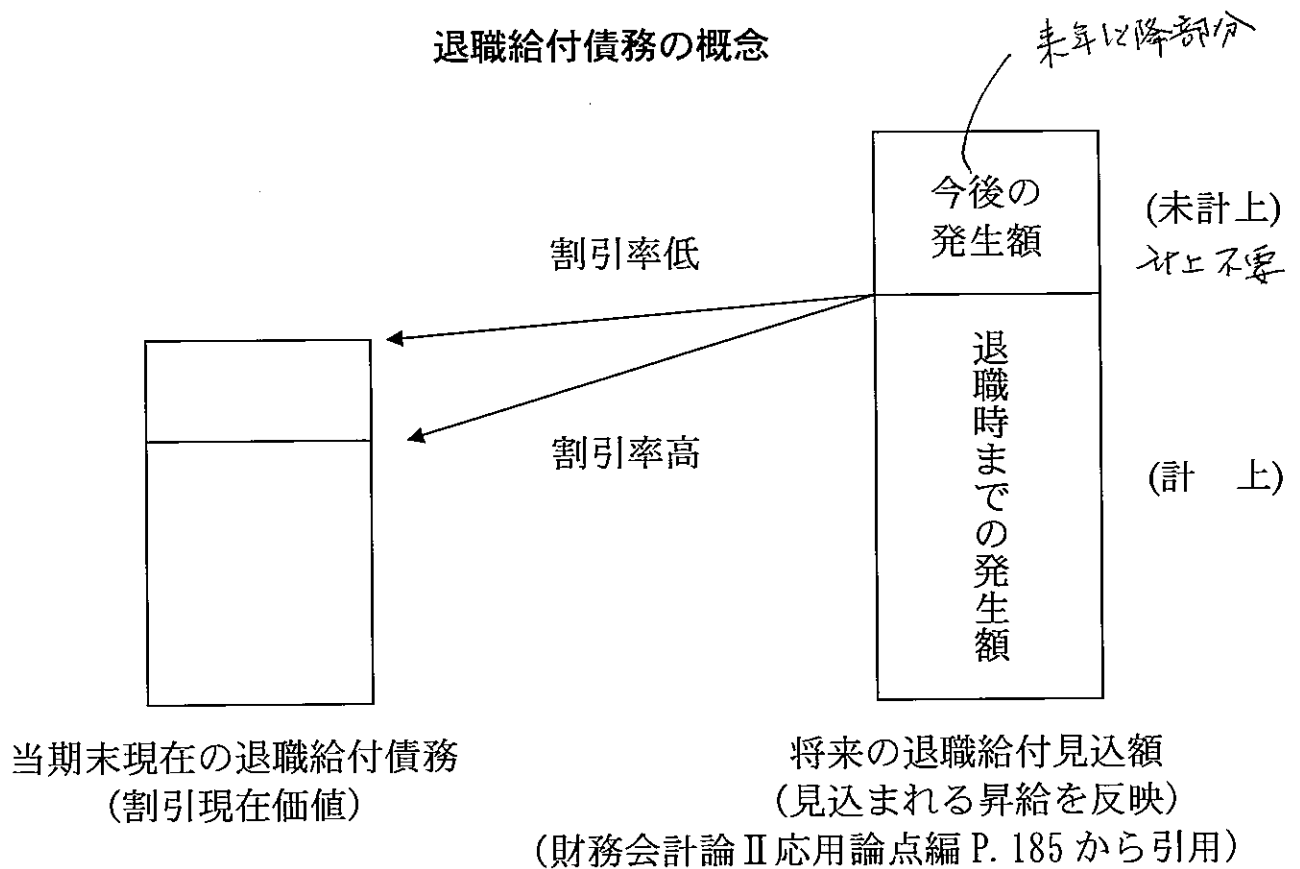 退職給付債務の概念
来年以降部分
今後の
発生額
(未計上)
計上不要
割引率低
割引率高
退職時までの発生額
(計 上)
当期末現在の退職給付債務
(割引現在価値)
将来の退職給付見込額
(見込まれる昇給を反映)
(財務会計論Ⅱ応用論点編 P. 185 から引用)